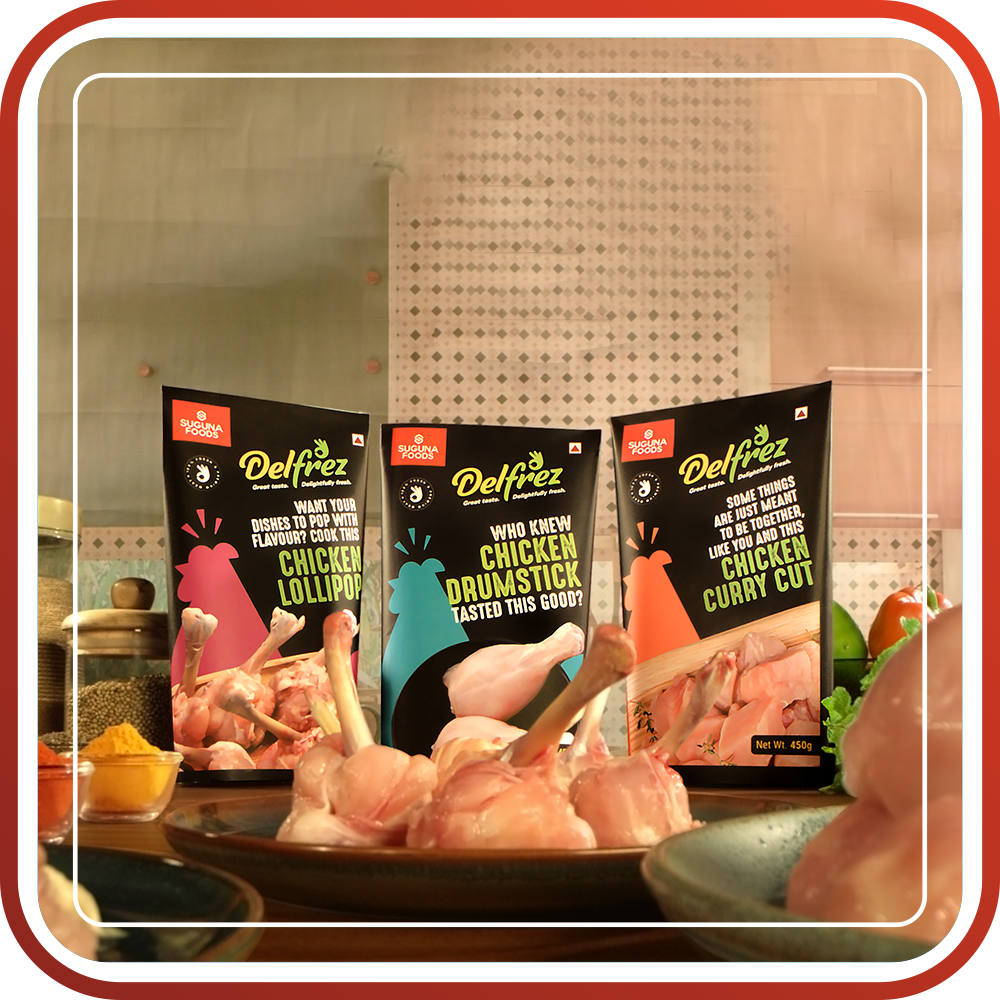 SUGUNA
FOODS
Delfrez
Great taste. Delightfully fresh.
WANT YOUR
DISHES TO POP WITH
FLAVOUR? COOK THIS
CHICKEN
LOLLIPOP
SUGUNA
FOODS
Delfrez
Great taste. Delightfully fresh.
WHO KNEW
CHICKEN
DRUMSTICK
TASTED THIS GOOD?
SUGUNA
FOODS
Delfrez
Great taste. Delightfully fresh.
SOME THINGS
ARE JUST MEANT
TO BE TOGETHER,
LIKE YOU AND THIS
CHICKEN
CURRY CUT
Net Wt. 450g